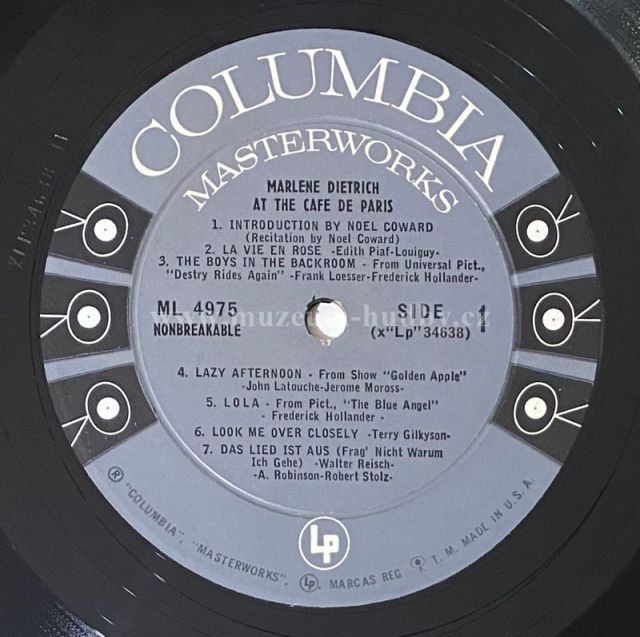 COLUMBIA
MASTERWORKS
MARLENE DIETRICH
AT THE CAFE DE PARIS
1. INTRODUCTION BY NOEL COWARD
(Recitation by Noel Coward)
2. LA VIE EN ROSE -Edith Piaf-Louiguy-
3. THE BOYS IN THE BACKROOM - From Universal Pict.,
"Destry Rides Again" -Frank Loesser-Frederick Hollander-
ML 4975
NONBREAKABLE
SIDE 1
(x"Lp"34638)
www.muzeum-hudby.cz
4. LAZY AFTERNOON - From Show "Golden Apple"
-John Latouche-Jerome Moross-
5. LOLA - From Pict., "The Blue Angel"
- Frederick Hollander -
6. LOOK ME OVER CLOSELY -Terry Gilkyson-
7. DAS LIED IST AUS (Frag' Nicht Warum
Ich Gehe) -Walter Reisch-
-A. Robinson-Robert Stolz-
Lp
® "COLUMBIA", "MASTERWORKS", Lp, MARCAS REG T. M. MADE IN U.S.A.